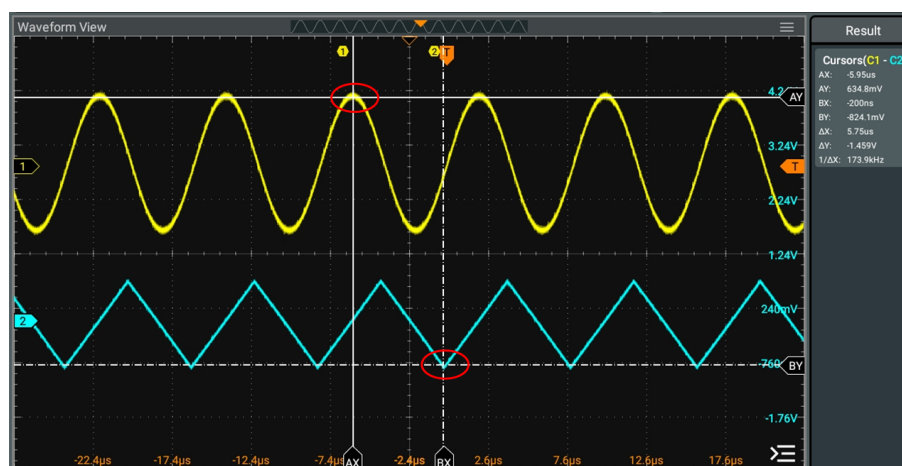 Waveform View
Result
1
2
T
Cursors(C1 - C2
AX: -5.95us
AY: 634.8mV
BX: -200ns
BY: -824.1mV
ΔX: 5.75us
ΔY: -1.459V
1/ΔX: 173.9kHz
AY
3.24V
1
T
2.24V
1.24V
240mV
2
-760
BY
-1.76V
-22.4µs
-17.4µs
-12.4µs
-7.4µs
AX
-2.4µs
BX
2.6µs
7.6µs
12.6µs
17.6µs